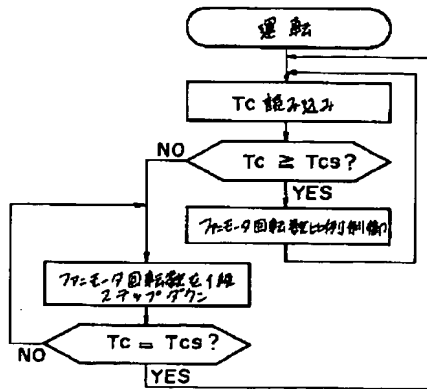 運転
Tc 読み込み
Tc ≧ Tcs?
NO
YES
ファンモータ回転数比例制御
ファンモータ回転数を1段
ステップダウン
Tc = Tcs?
NO
YES